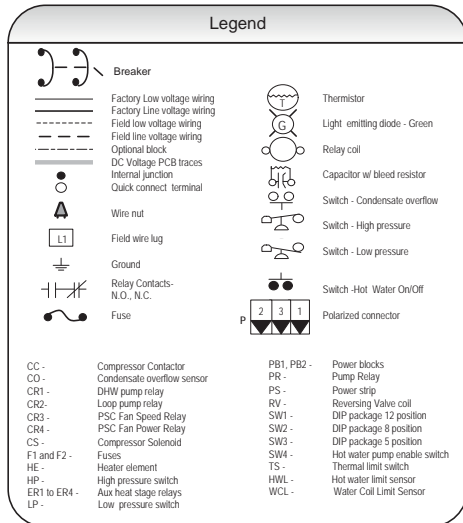 Legend
Breaker
Factory Low voltage wiring
Factory Line voltage wiring
Field low voltage wiring
Field line voltage wiring
Optional block
DC Voltage PCB traces
Internal junction
Quick connect terminal
Wire nut
L1 Field wire lug
Ground
Relay Contacts-
N.O., N.C.
Fuse
T Thermistor
G Light emitting diode - Green
Relay coil
Capacitor w/ bleed resistor
Switch - Condensate overflow
Switch - High pressure
Switch - Low pressure
Switch -Hot Water On/Off
P 2 3 1 Polarized connector
CC - Compressor Contactor
CO - Condensate overflow sensor
CR1 - DHW pump relay
CR2- Loop pump relay
CR3 - PSC Fan Speed Relay
CR4 - PSC Fan Power Relay
CS - Compressor Solenoid
F1 and F2 - Fuses
HE - Heater element
HP - High pressure switch
ER1 to ER4 - Aux heat stage relays
LP - Low pressure switch
PB1, PB2 - Power blocks
PR - Pump Relay
PS - Power strip
RV - Reversing Valve coil
SW1 - DIP package 12 position
SW2 - DIP package 8 position
SW3 - DIP package 5 position
SW4 - Hot water pump enable switch
TS - Thermal limit switch
HWL - Hot water limit sensor
WCL - Water Coil Limit Sensor